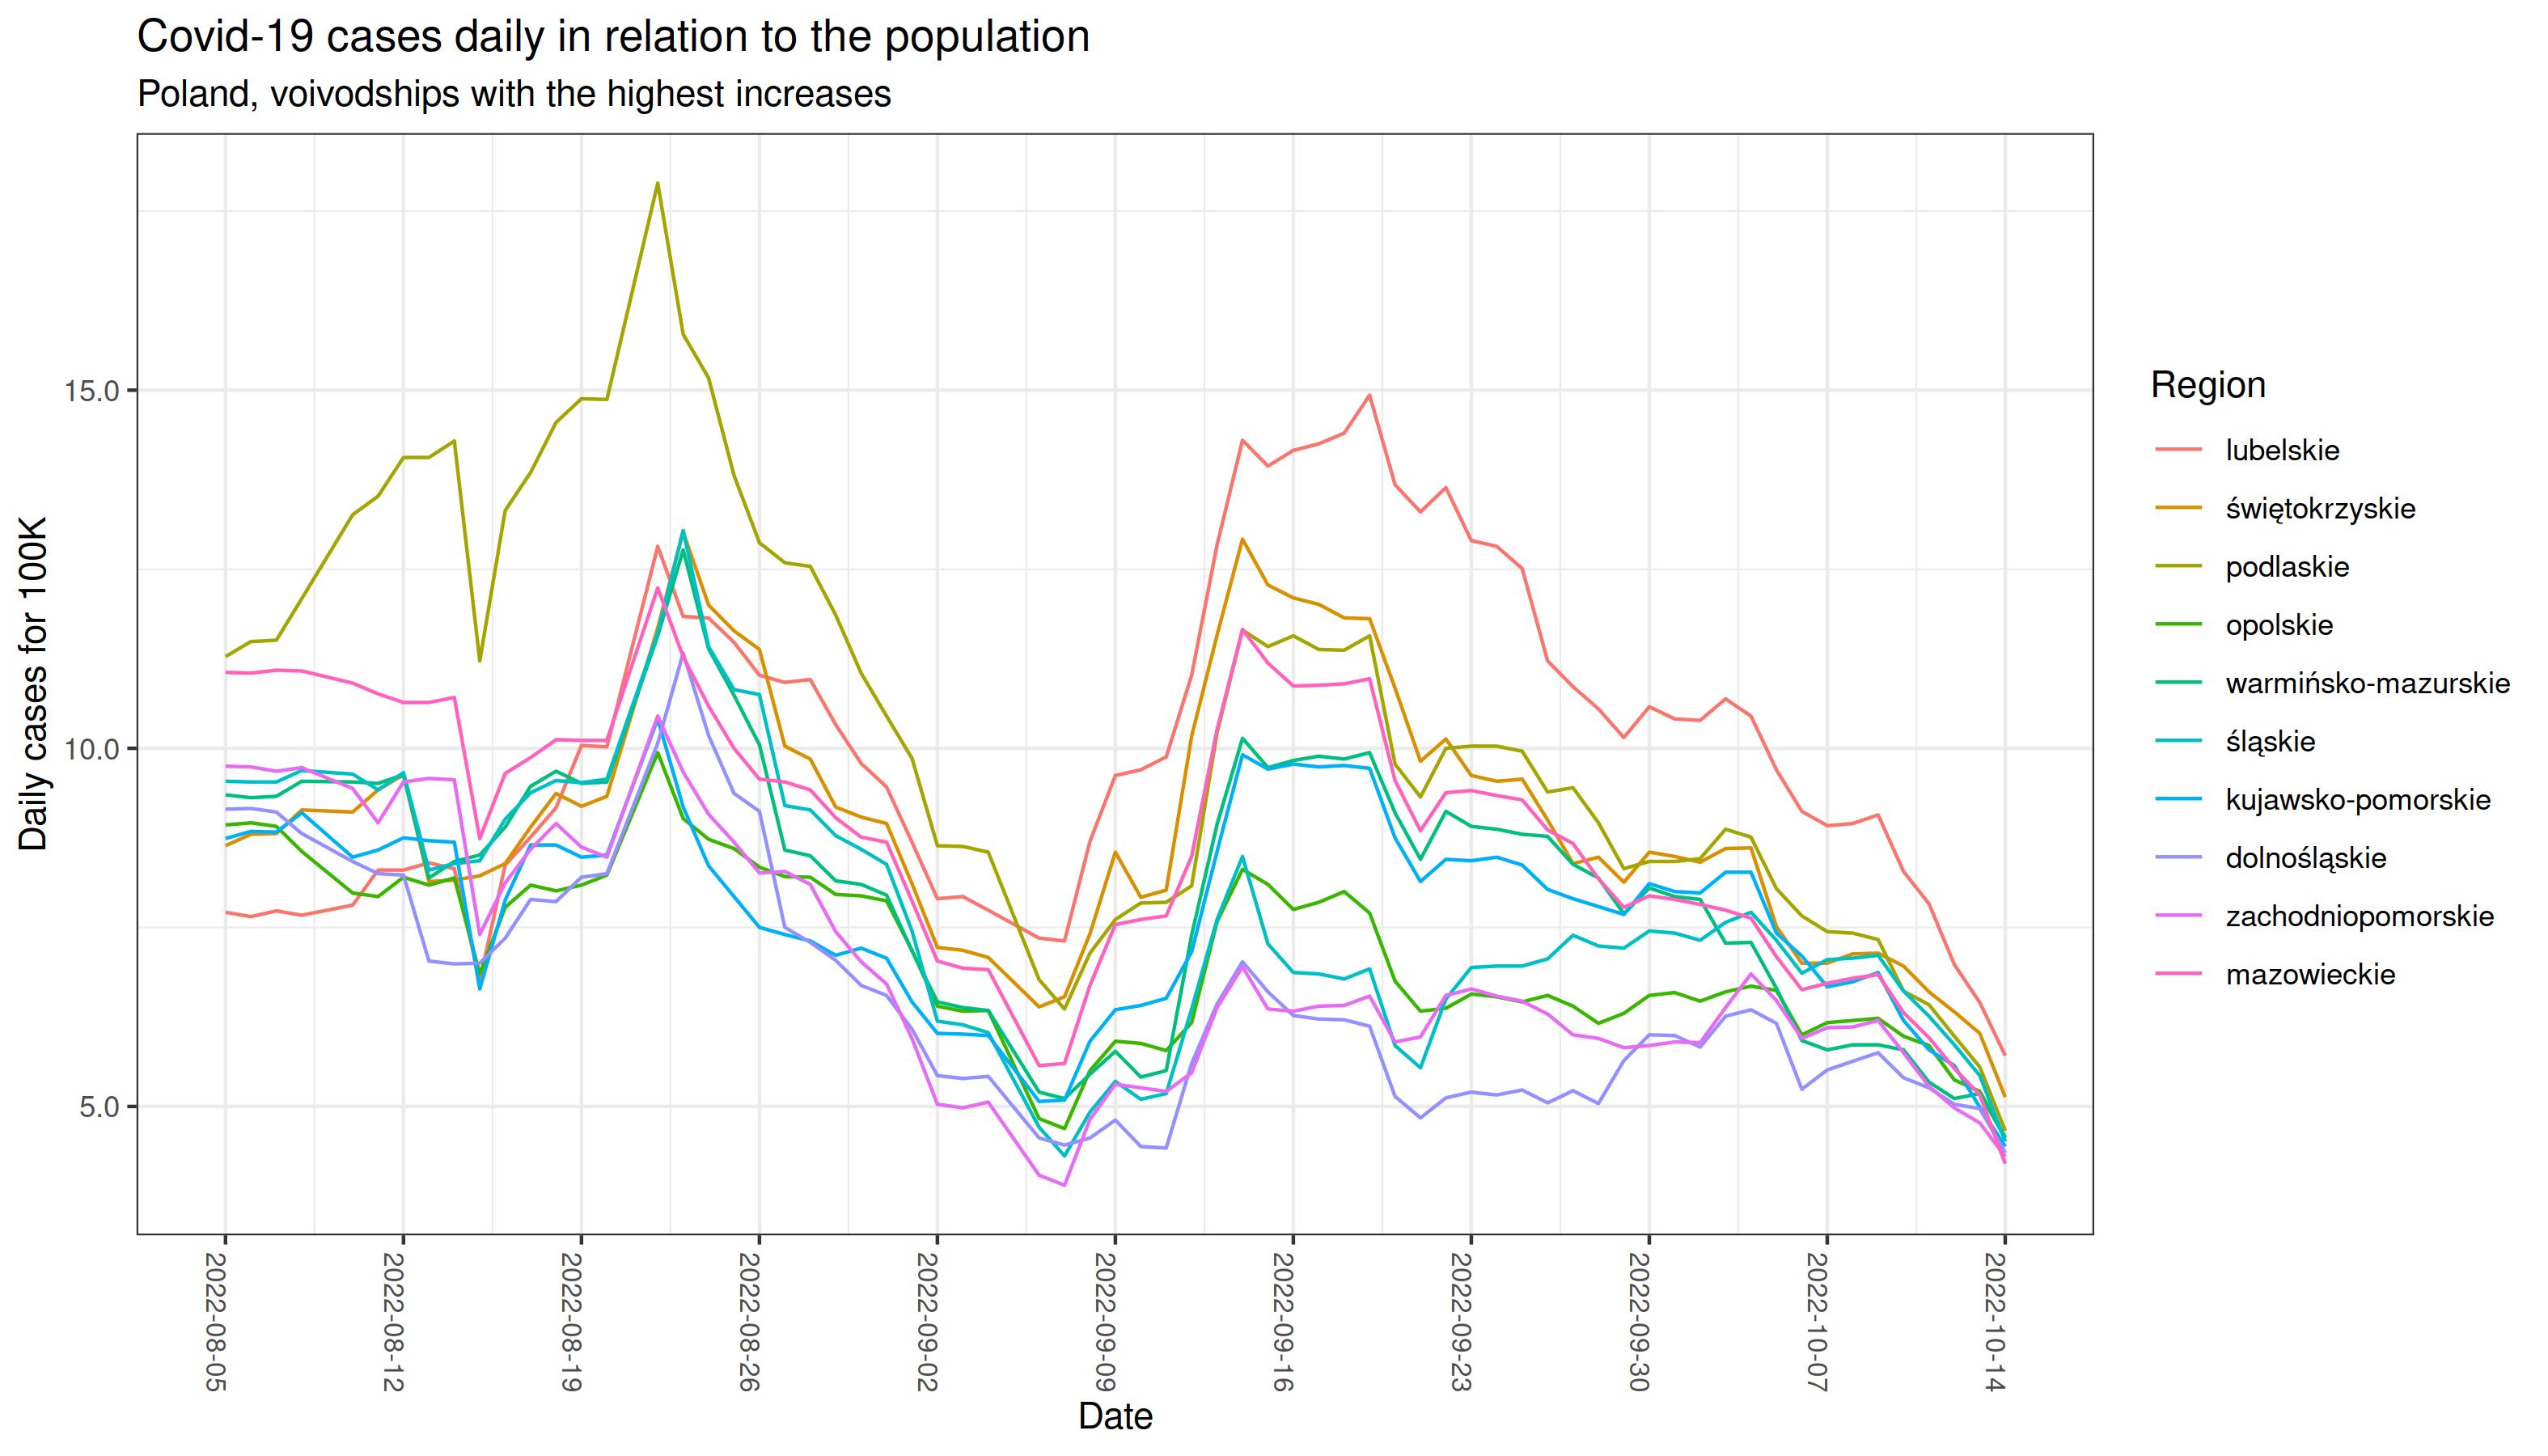 Covid-19 cases daily in relation to the population
Poland, voivodships with the highest increases
Daily cases for 100K
15.0
10.0
5.0
2022-08-05
2022-08-12
2022-08-19
2022-08-26
2022-09-02
2022-09-09
2022-09-16
2022-09-23
2022-09-30
2022-10-07
2022-10-14
Date
Region
lubelskie
świętokrzyskie
podlaskie
opolskie
warmińsko-mazurskie
śląskie
kujawsko-pomorskie
dolnośląskie
zachodniopomorskie
mazowieckie